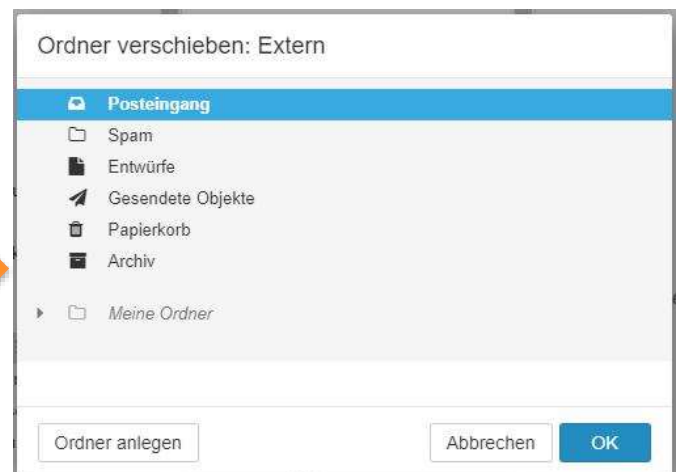 Ordner verschieben: Extern
Posteingang
Spam
Entwürfe
Gesendete Objekte
Papierkorb
Archiv
Meine Ordner
Ordner anlegen
Abbrechen
OK